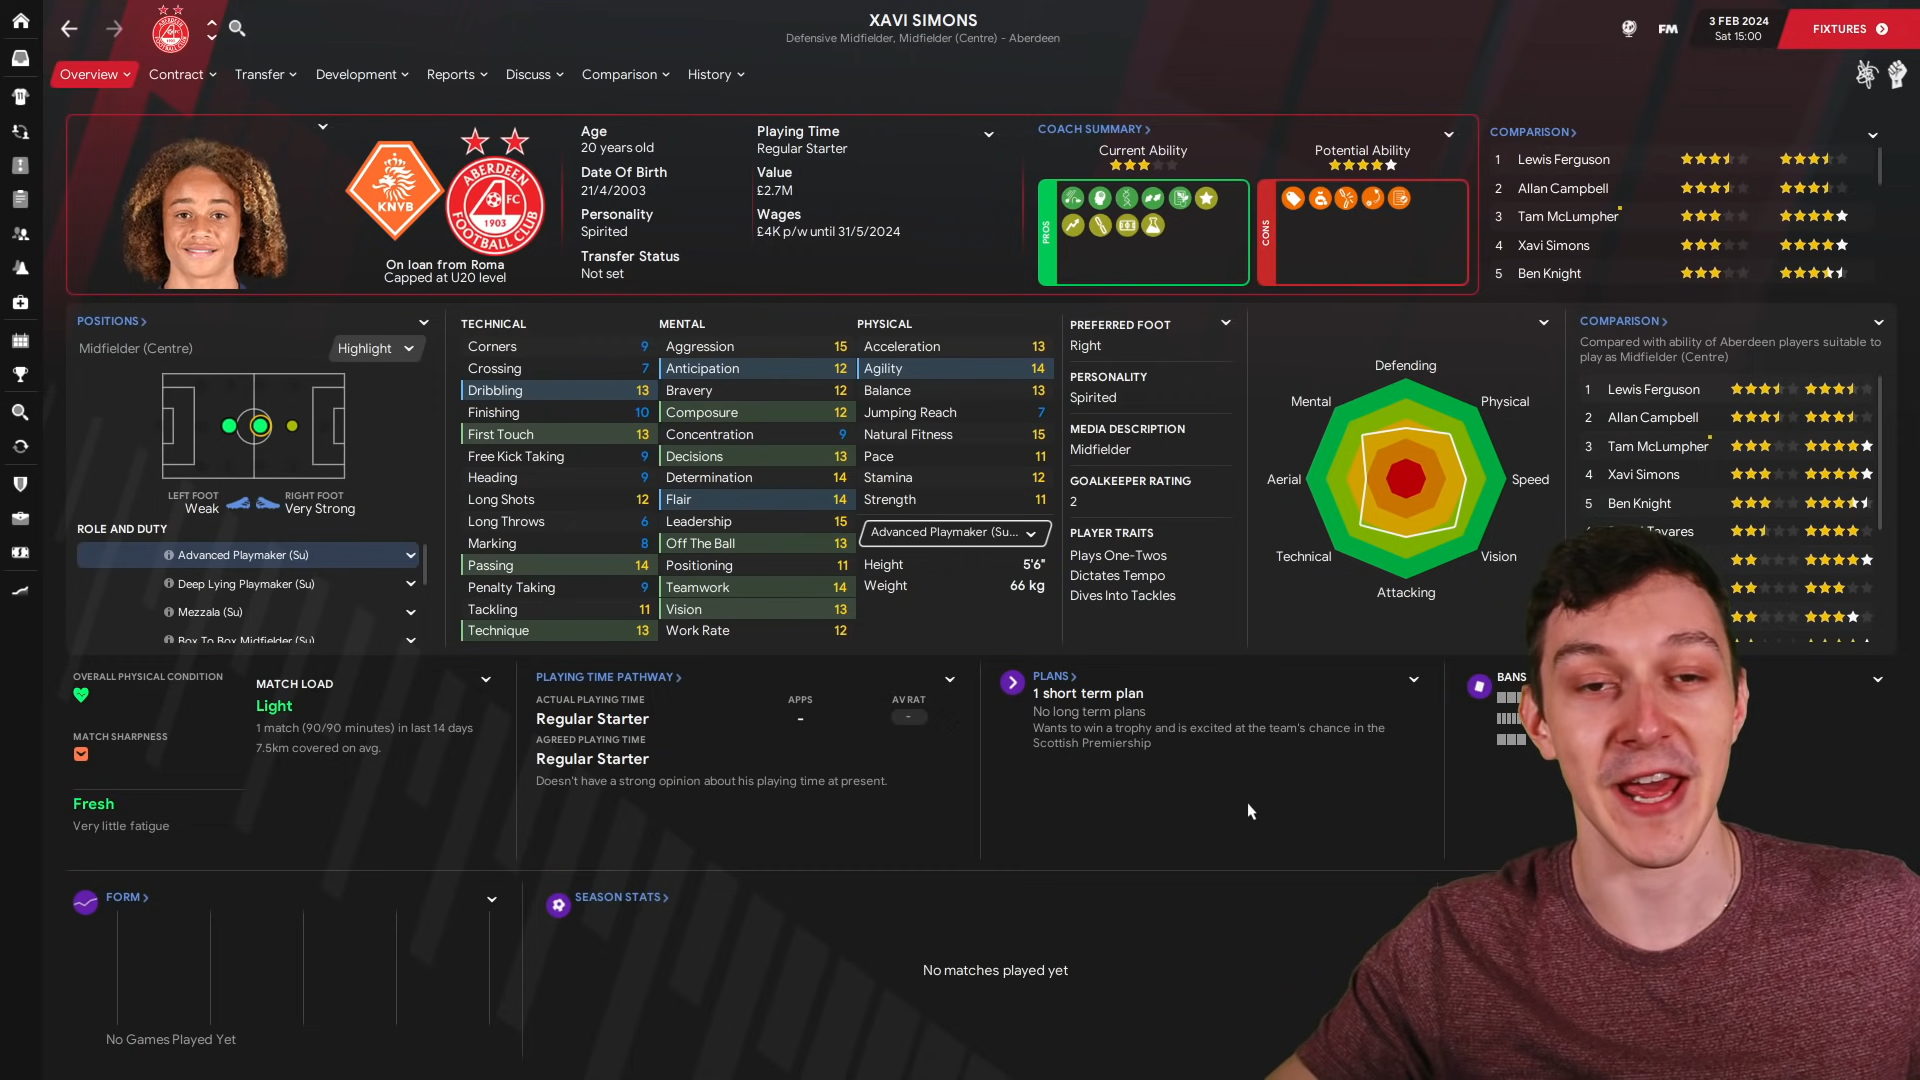 XAVI SIMONS
Defensive Midfielder, Midfielder (Centre) - Aberdeen
FM
3 FEB 2024
Sat 15:00
FIXTURES
Overview
Contract
Transfer
Development
Reports
Discuss
Comparison
History
KNVB
ABERDEEN
FC
1903
FOOTBALL CLUB
On loan from Roma
Capped at U20 level
Age
20 years old
Date Of Birth
21/4/2003
Personality
Spirited
Transfer Status
Not set
Playing Time
Regular Starter
Value
£2.7M
Wages
£4K p/w until 31/5/2024
COACH SUMMARY
Current Ability
Potential Ability
PROS
CONS
COMPARISON
1 Lewis Ferguson
2 Allan Campbell
3 Tam McLumpher
4 Xavi Simons
5 Ben Knight
POSITIONS
Midfielder (Centre)
Highlight
LEFT FOOT
Weak
RIGHT FOOT
Very Strong
ROLE AND DUTY
Advanced Playmaker (Su)
Deep Lying Playmaker (Su)
Mezzala (Su)
Box To Box Midfielder (Su)
TECHNICAL
Corners 9
Crossing 7
Dribbling 13
Finishing 10
First Touch 13
Free Kick Taking 9
Heading 9
Long Shots 12
Long Throws 6
Marking 8
Passing 14
Penalty Taking 9
Tackling 11
Technique 13
MENTAL
Aggression 15
Anticipation 12
Bravery 12
Composure 12
Concentration 9
Decisions 13
Determination 14
Flair 14
Leadership 15
Off The Ball 13
Positioning 11
Teamwork 14
Vision 13
Work Rate 12
PHYSICAL
Acceleration 13
Agility 14
Balance 13
Jumping Reach 7
Natural Fitness 15
Pace 11
Stamina 12
Strength 11
Advanced Playmaker (Su...
Height 5'6"
Weight 66 kg
PREFERRED FOOT
Right
PERSONALITY
Spirited
MEDIA DESCRIPTION
Midfielder
GOALKEEPER RATING
2
PLAYER TRAITS
Plays One-Twos
Dictates Tempo
Dives Into Tackles
Defending
Mental
Physical
Aerial
Speed
Technical
Vision
Attacking
COMPARISON
Compared with ability of Aberdeen players suitable to
play as Midfielder (Centre)
1 Lewis Ferguson
2 Allan Campbell
3 Tam McLumpher
4 Xavi Simons
5 Ben Knight
OVERALL PHYSICAL CONDITION
MATCH SHARPNESS
Fresh
Very little fatigue
MATCH LOAD
Light
1 match (90/90 minutes) in last 14 days
7.5km covered on avg.
PLAYING TIME PATHWAY
ACTUAL PLAYING TIME APPS AV RAT
Regular Starter - -
AGREED PLAYING TIME
Regular Starter
Doesn't have a strong opinion about his playing time at present.
PLANS
1 short term plan
No long term plans
Wants to win a trophy and is excited at the team's chance in the
Scottish Premiership
BANS
FORM
No Games Played Yet
SEASON STATS
No matches played yet